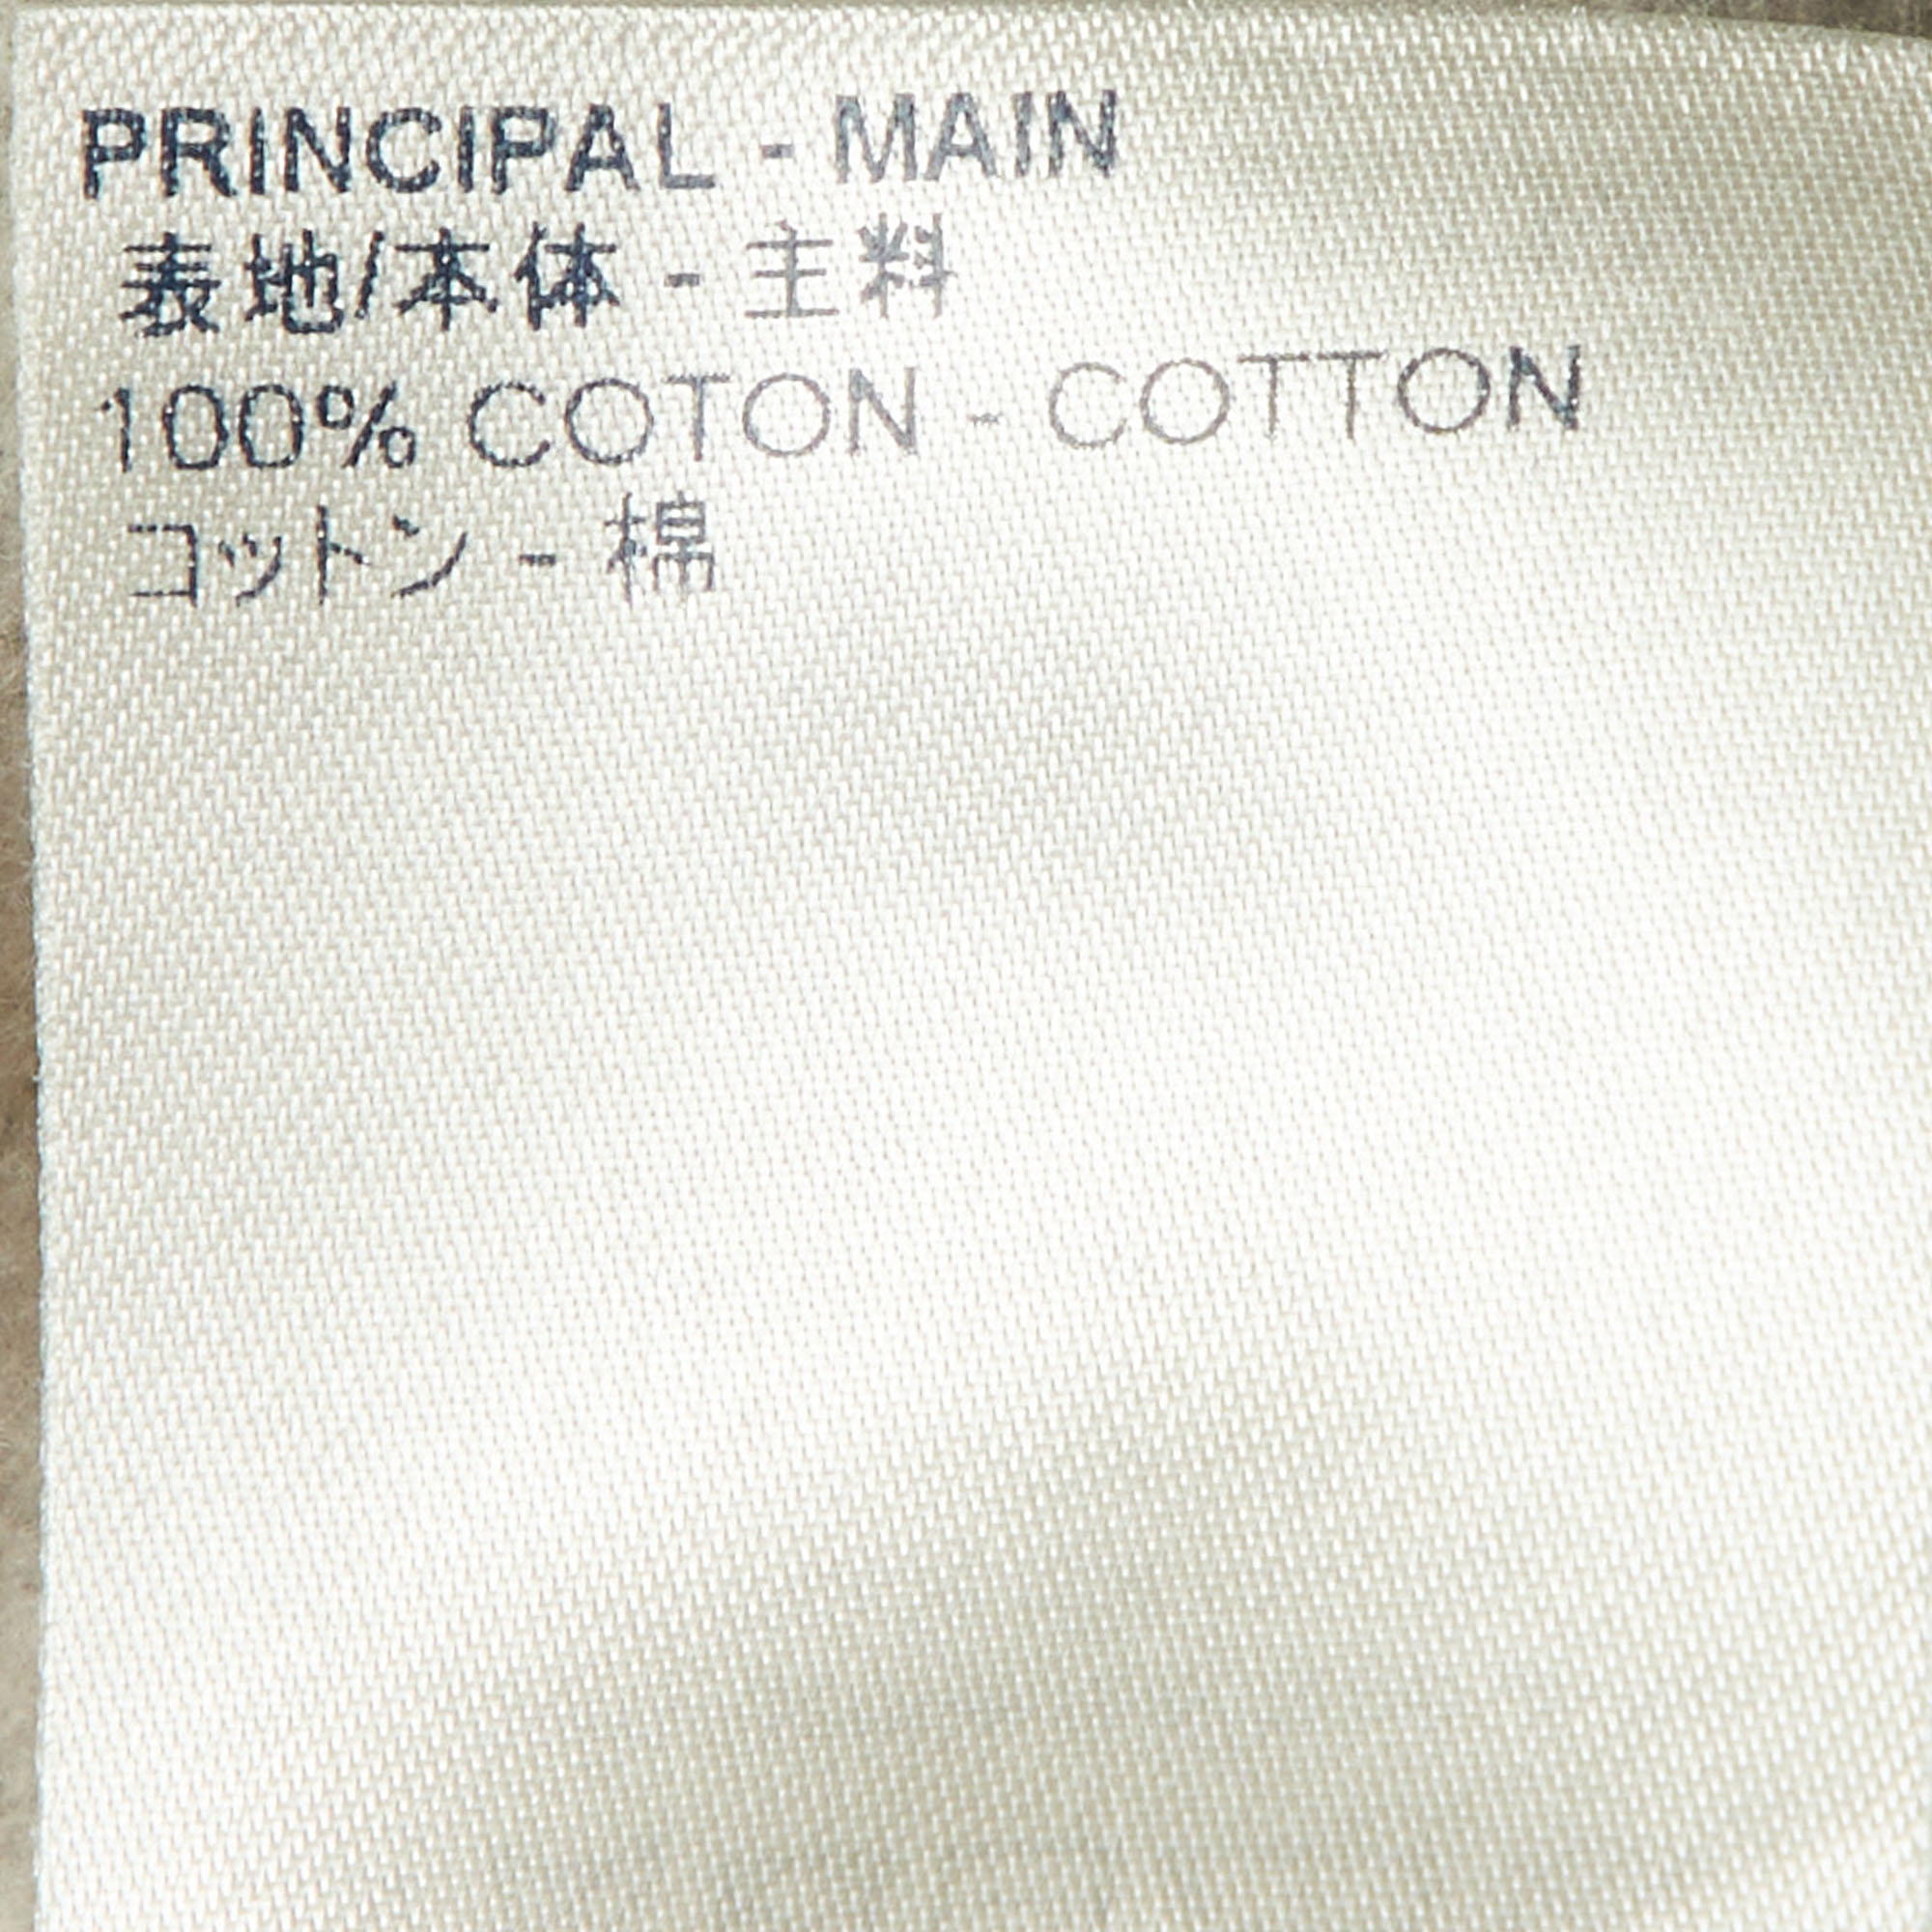 PRINCIPAL - MAIN
表地/本体 - 主料
100% COTON - COTTON
コットン - 棉